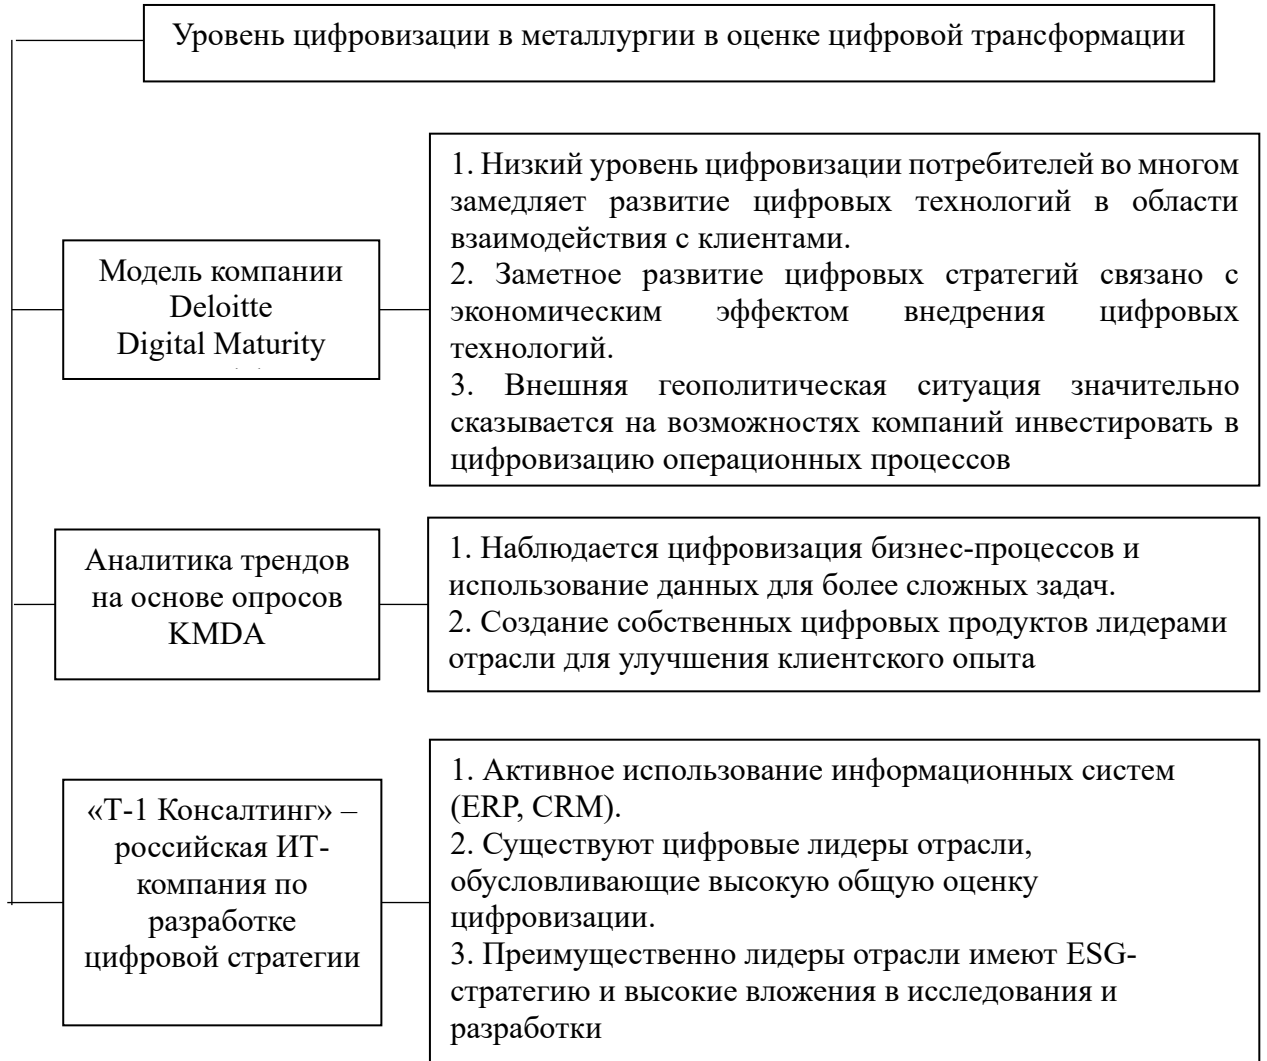 Уровень цифровизации в металлургии в оценке цифровой трансформации
Модель компании
Deloitte
Digital Maturity
1. Низкий уровень цифровизации потребителей во многом
замедляет развитие цифровых технологий в области
взаимодействия с клиентами.
2. Заметное развитие цифровых стратегий связано с
экономическим эффектом внедрения цифровых
технологий.
3. Внешняя геополитическая ситуация значительно
сказывается на возможностях компаний инвестировать в
цифровизацию операционных процессов
Аналитика трендов
на основе опросов
KMDA
1. Наблюдается цифровизация бизнес-процессов и
использование данных для более сложных задач.
2. Создание собственных цифровых продуктов лидерами
отрасли для улучшения клиентского опыта
«Т-1 Консалтинг» –
российская ИТ-
компания по
разработке
цифровой стратегии
1. Активное использование информационных систем
(ERP, CRM).
2. Существуют цифровые лидеры отрасли,
обусловливающие высокую общую оценку
цифровизации.
3. Преимущественно лидеры отрасли имеют ESG-
стратегию и высокие вложения в исследования и
разработки